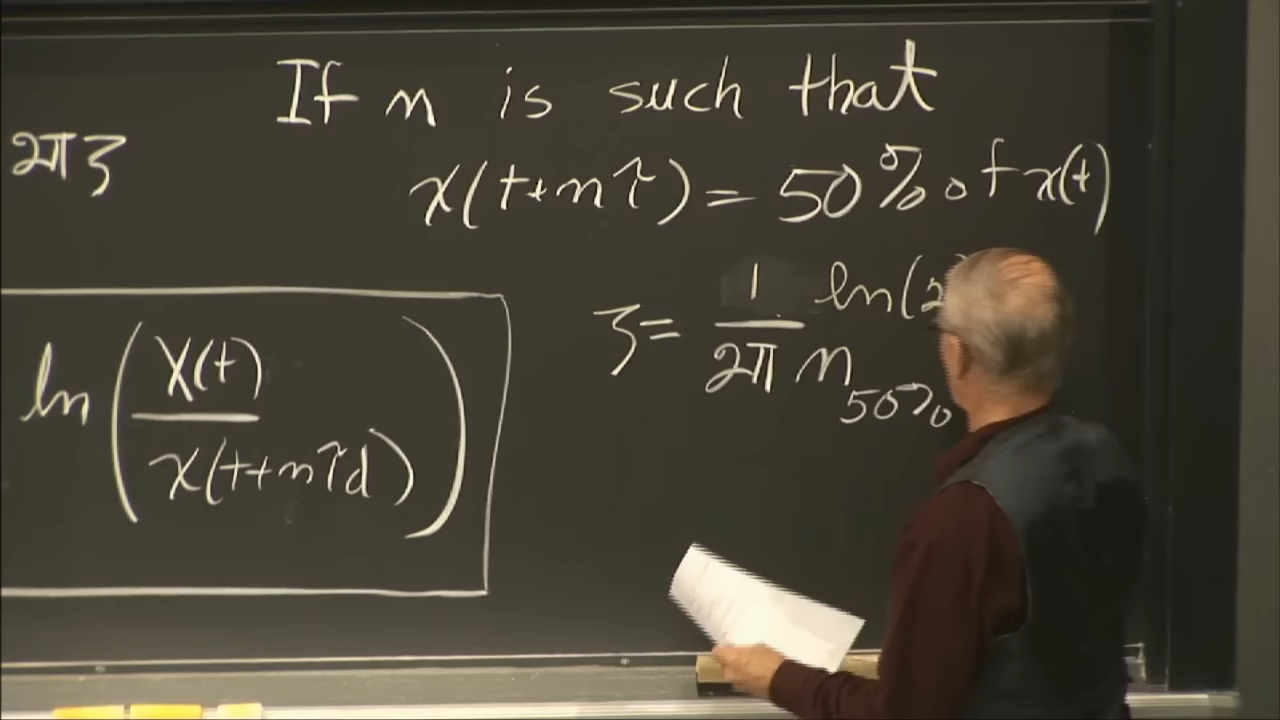 If n is such that
2πζ
x(t+nτ) = 50% of x(t)
ζ = 1/(2π n50%) ln(2
ln( x(t) / x(t+nτd) )